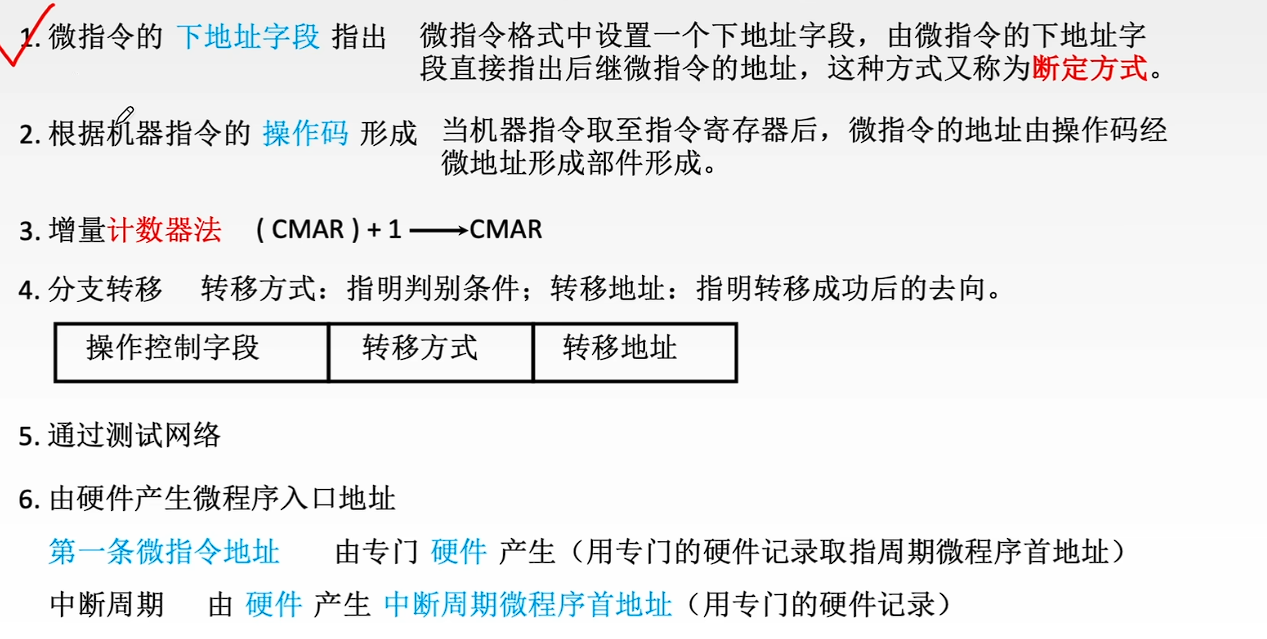 1. 微指令的 下地址字段 指出 微指令格式中设置一个下地址字段，由微指令的下地址字
段直接指出后继微指令的地址，这种方式又称为断定方式。
2. 根据机器指令的 操作码 形成 当机器指令取至指令寄存器后，微指令的地址由操作码经
微地址形成部件形成。
3. 增量计数器法 ( CMAR ) + 1 ⟶ CMAR
4. 分支转移 转移方式：指明判别条件；转移地址：指明转移成功后的去向。
操作控制字段 转移方式 转移地址
5. 通过测试网络
6. 由硬件产生微程序入口地址
第一条微指令地址 由专门 硬件 产生（用专门的硬件记录取指周期微程序首地址）
中断周期 由 硬件 产生 中断周期微程序首地址（用专门的硬件记录）